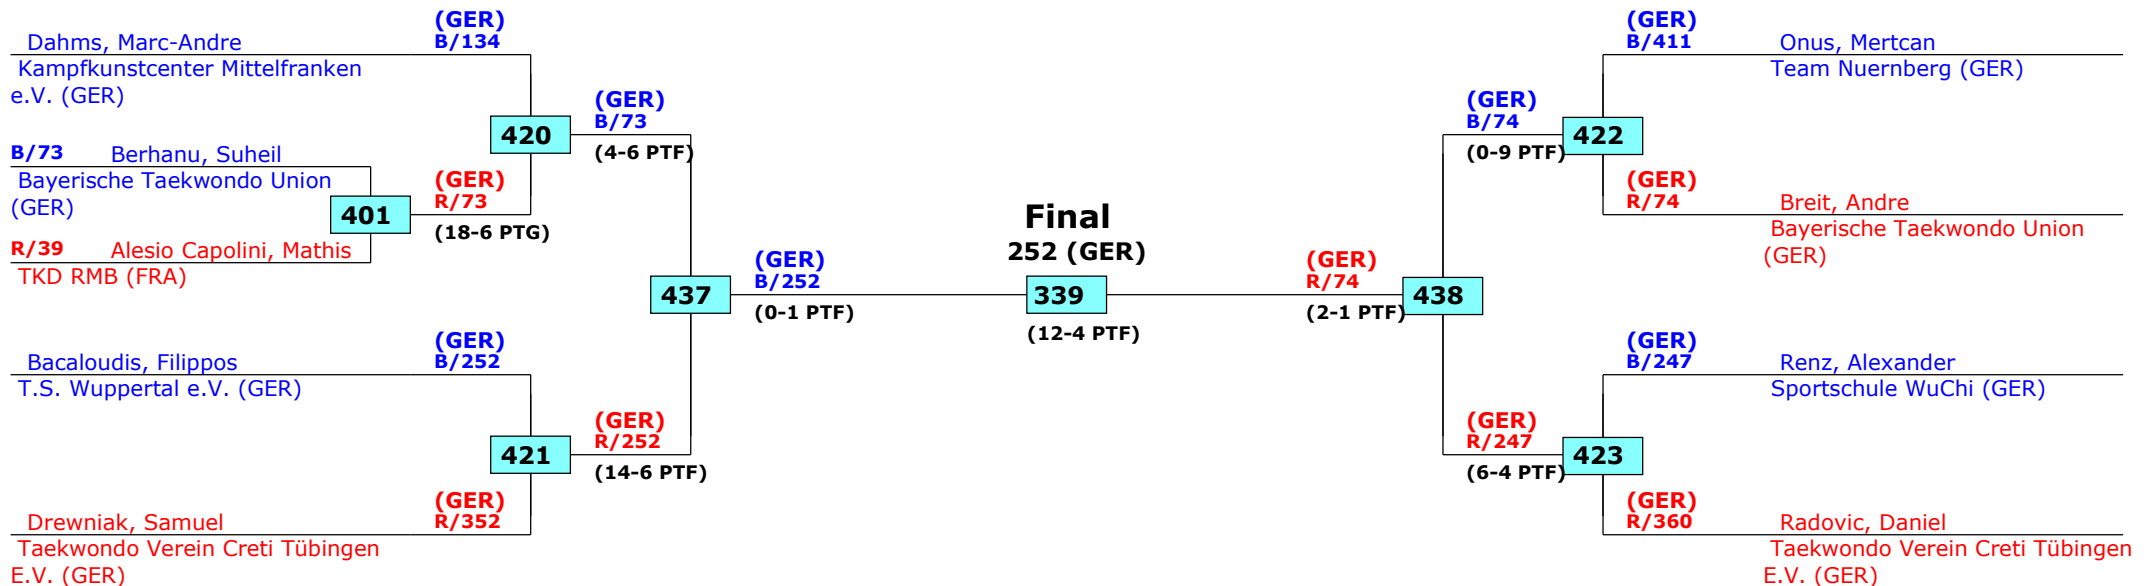 (GER)
B/134
Dahms, Marc-Andre
Kampfkunstcenter Mittelfranken
e.V. (GER)
B/73 Berhanu, Suheil
Bayerische Taekwondo Union
(GER)
401
R/39 Alesio Capolini, Mathis
TKD RMB (FRA)
420
(GER)
R/73
(18-6 PTG)
(GER)
B/73
(4-6 PTF)
437
(GER)
B/252
Bacaloudis, Filippos
T.S. Wuppertal e.V. (GER)
421
(GER)
R/252
(14-6 PTF)
(GER)
R/352
Drewniak, Samuel
Taekwondo Verein Creti Tübingen
E.V. (GER)
(GER)
B/252
(0-1 PTF)
Final
252 (GER)
339
(12-4 PTF)
(GER)
R/74
(2-1 PTF)
438
(GER)
B/74
(0-9 PTF)
422
(GER)
B/411
Onus, Mertcan
Team Nuernberg (GER)
(GER)
R/74
Breit, Andre
Bayerische Taekwondo Union
(GER)
(GER)
R/247
(6-4 PTF)
423
(GER)
B/247
Renz, Alexander
Sportschule WuChi (GER)
(GER)
R/360
Radovic, Daniel
Taekwondo Verein Creti Tübingen
E.V. (GER)